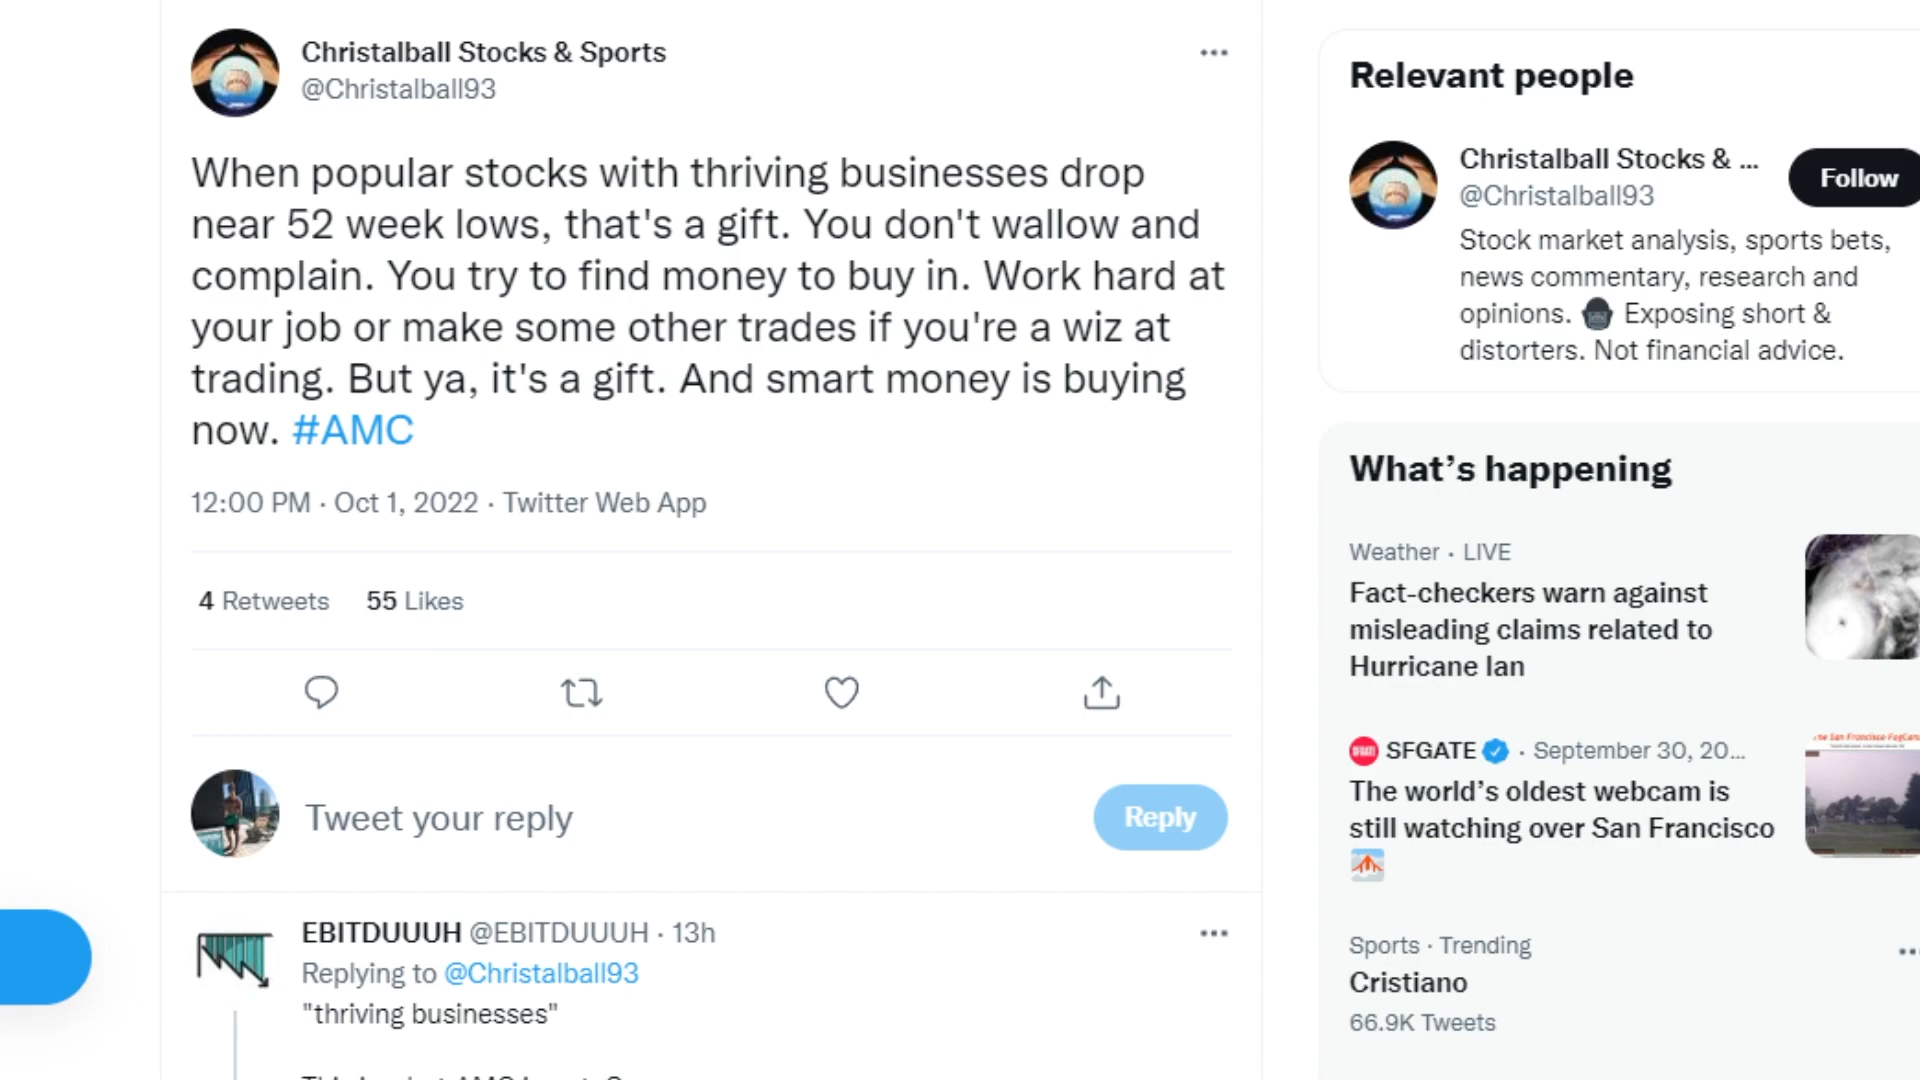 Christalball Stocks & Sports
@Christalball93
When popular stocks with thriving businesses drop
near 52 week lows, that's a gift. You don't wallow and
complain. You try to find money to buy in. Work hard at
your job or make some other trades if you're a wiz at
trading. But ya, it's a gift. And smart money is buying
now. #AMC
12:00 PM · Oct 1, 2022 · Twitter Web App
4 Retweets 55 Likes
Tweet your reply
Reply
EBITDUUUH @EBITDUUUH · 13h
Replying to @Christalball93
"thriving businesses"
Relevant people
Christalball Stocks & ...
@Christalball93
Follow
Stock market analysis, sports bets,
news commentary, research and
opinions. Exposing short &
distorters. Not financial advice.
What's happening
Weather · LIVE
Fact-checkers warn against
misleading claims related to
Hurricane Ian
SFGATE · September 30, 20...
The world's oldest webcam is
still watching over San Francisco
Sports · Trending
Cristiano
66.9K Tweets